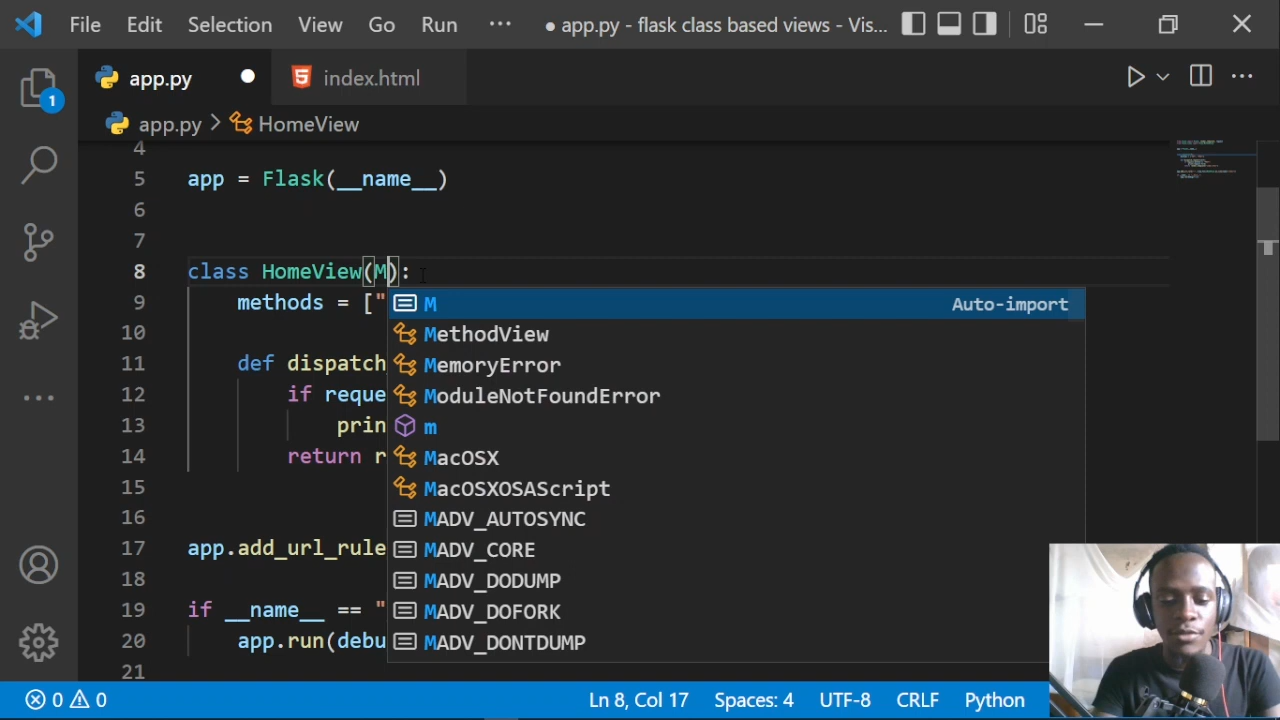 File Edit Selection View Go Run ··· ● app.py - flask class based views - Vis...
app.py ● index.html
1
app.py > HomeView
4
5 app = Flask(__name__)
6
7
8 class HomeView(M):
9 methods = ["
10
11 def dispatch
12 if reque
13 prin
14 return r
15
16
17 app.add_url_rule
18
19 if __name__ == "
20 app.run(debu
21
M Auto-import
MethodView
MemoryError
ModuleNotFoundError
m
MacOSX
MacOSXOSAScript
MADV_AUTOSYNC
MADV_CORE
MADV_DODUMP
MADV_DOFORK
MADV_DONTDUMP
0 0 Ln 8, Col 17 Spaces: 4 UTF-8 CRLF Python